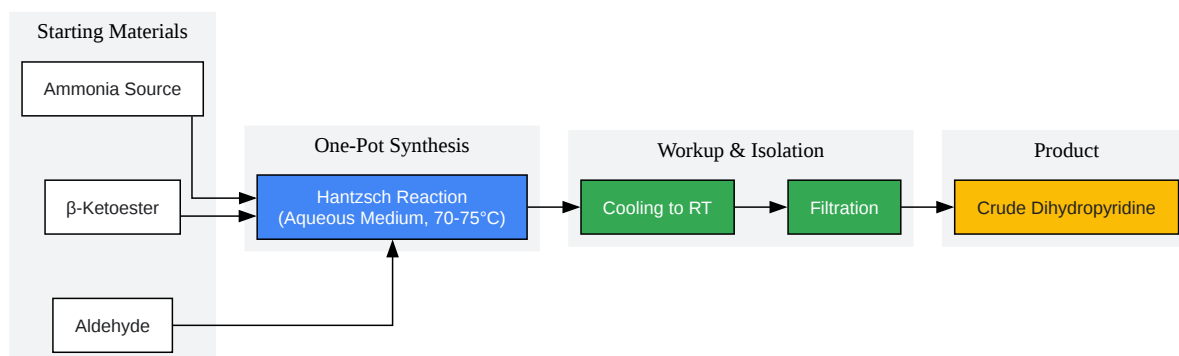 Starting Materials
Ammonia Source
β-Ketoester
Aldehyde
One-Pot Synthesis
Hantzsch Reaction
(Aqueous Medium, 70-75°C)
Workup & Isolation
Cooling to RT
Filtration
Product
Crude Dihydropyridine